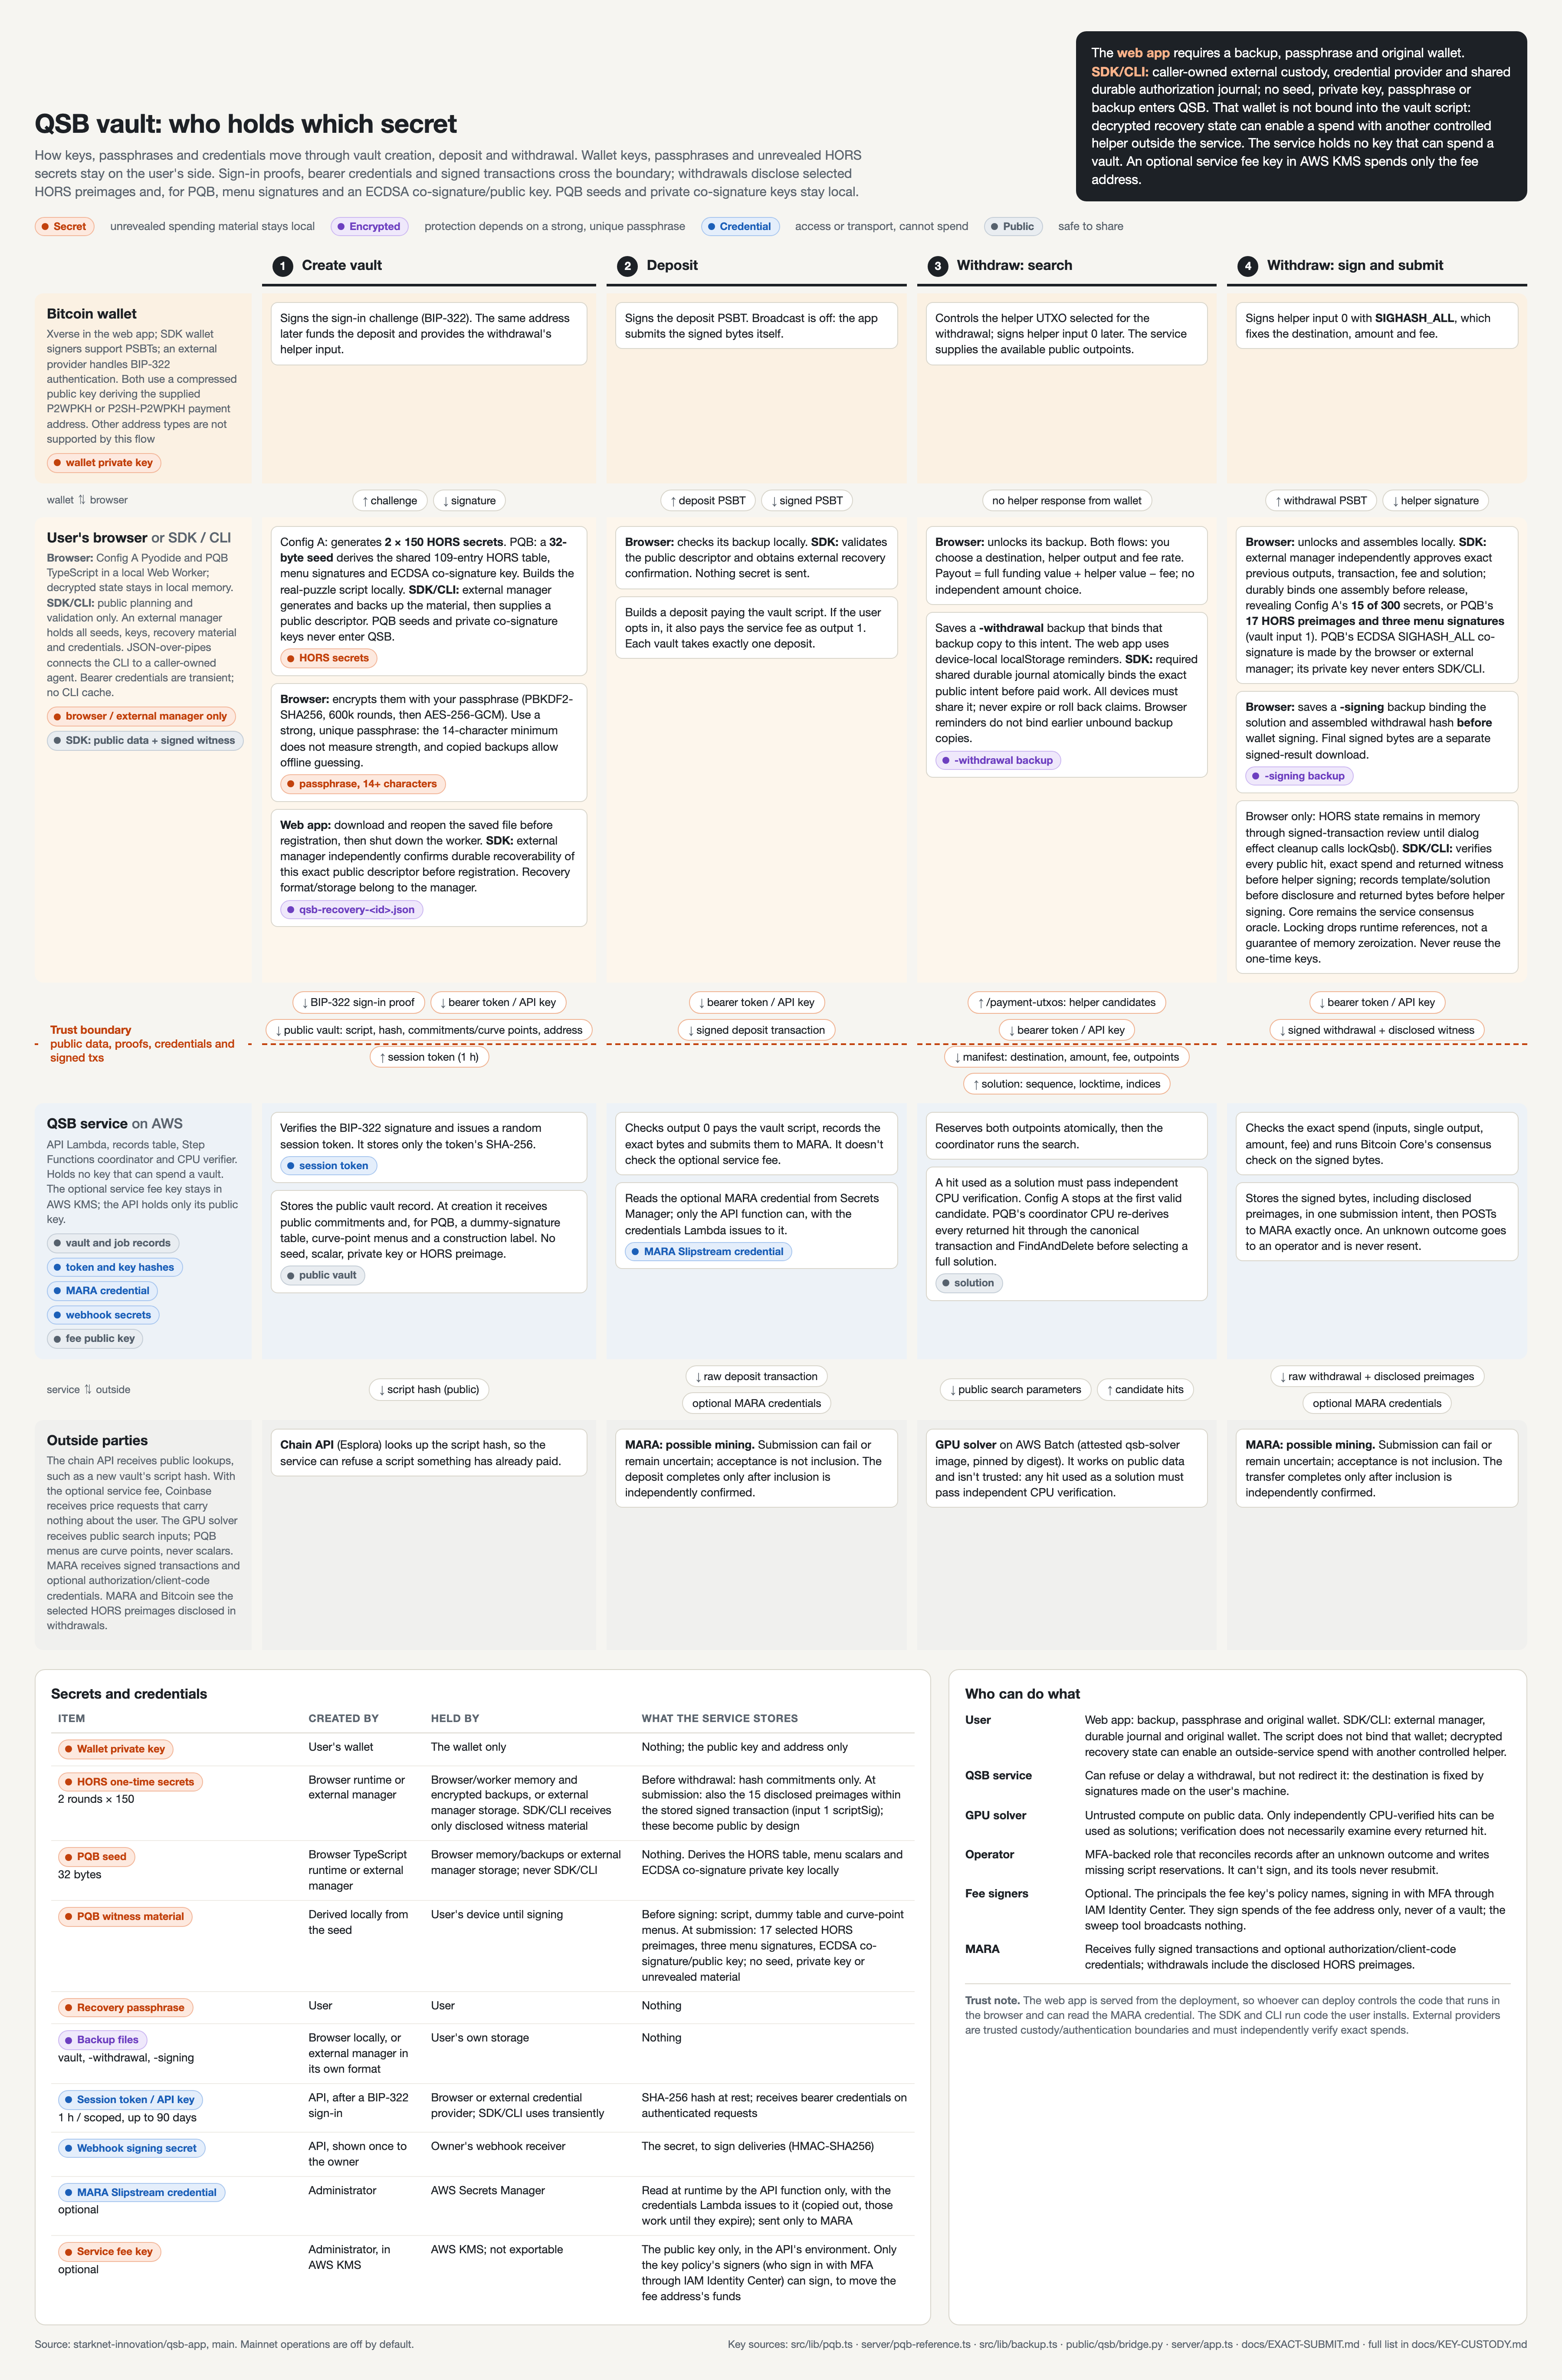 The web app requires a backup, passphrase and original wallet.
SDK/CLI: caller-owned external custody, credential provider and shared
durable authorization journal; no seed, private key, passphrase or
backup enters QSB. That wallet is not bound into the vault script:
decrypted recovery state can enable a spend with another controlled
helper outside the service. The service holds no key that can spend a
vault. An optional service fee key in AWS KMS spends only the fee
address.
QSB vault: who holds which secret
How keys, passphrases and credentials move through vault creation, deposit and withdrawal. Wallet keys, passphrases and unrevealed HORS
secrets stay on the user's side. Sign-in proofs, bearer credentials and signed transactions cross the boundary; withdrawals disclose selected
HORS preimages and, for PQB, menu signatures and an ECDSA co-signature/public key. PQB seeds and private co-signature keys stay local.
Secret unrevealed spending material stays local Encrypted protection depends on a strong, unique passphrase Credential access or transport, cannot spend Public safe to share
1 Create vault
2 Deposit
3 Withdraw: search
4 Withdraw: sign and submit
Bitcoin wallet
Xverse in the web app; SDK wallet
signers support PSBTs; an external
provider handles BIP-322
authentication. Both use a compressed
public key deriving the supplied
P2WPKH or P2SH-P2WPKH payment
address. Other address types are not
supported by this flow
wallet private key
Signs the sign-in challenge (BIP-322). The same address
later funds the deposit and provides the withdrawal's
helper input.
Signs the deposit PSBT. Broadcast is off: the app
submits the signed bytes itself.
Controls the helper UTXO selected for the
withdrawal; signs helper input 0 later. The service
supplies the available public outpoints.
Signs helper input 0 with SIGHASH_ALL, which
fixes the destination, amount and fee.
wallet ⇅ browser
↑ challenge ↓ signature
↑ deposit PSBT ↓ signed PSBT
no helper response from wallet
↑ withdrawal PSBT ↓ helper signature
User's browser or SDK / CLI
Browser: Config A Pyodide and PQB
TypeScript in a local Web Worker;
decrypted state stays in local memory.
SDK/CLI: public planning and
validation only. An external manager
holds all seeds, keys, recovery material
and credentials. JSON-over-pipes
connects the CLI to a caller-owned
agent. Bearer credentials are transient;
no CLI cache.
browser / external manager only
SDK: public data + signed witness
Config A: generates 2 × 150 HORS secrets. PQB: a 32-
byte seed derives the shared 109-entry HORS table,
menu signatures and ECDSA co-signature key. Builds the
real-puzzle script locally. SDK/CLI: external manager
generates and backs up the material, then supplies a
public descriptor. PQB seeds and private co-signature
keys never enter QSB.
HORS secrets
Browser: encrypts them with your passphrase (PBKDF2-
SHA256, 600k rounds, then AES-256-GCM). Use a
strong, unique passphrase: the 14-character minimum
does not measure strength, and copied backups allow
offline guessing.
passphrase, 14+ characters
Web app: download and reopen the saved file before
registration, then shut down the worker. SDK: external
manager independently confirms durable recoverability of
this exact public descriptor before registration. Recovery
format/storage belong to the manager.
qsb-recovery-<id>.json
Browser: checks its backup locally. SDK: validates
the public descriptor and obtains external recovery
confirmation. Nothing secret is sent.
Builds a deposit paying the vault script. If the user
opts in, it also pays the service fee as output 1.
Each vault takes exactly one deposit.
Browser: unlocks its backup. Both flows: you
choose a destination, helper output and fee rate.
Payout = full funding value + helper value − fee; no
independent amount choice.
Saves a -withdrawal backup that binds that
backup copy to this intent. The web app uses
device-local localStorage reminders. SDK: required
shared durable journal atomically binds the exact
public intent before paid work. All devices must
share it; never expire or roll back claims. Browser
reminders do not bind earlier unbound backup
copies.
-withdrawal backup
Browser: unlocks and assembles locally. SDK:
external manager independently approves exact
previous outputs, transaction, fee and solution;
durably binds one assembly before release,
revealing Config A's 15 of 300 secrets, or PQB's
17 HORS preimages and three menu signatures
(vault input 1). PQB's ECDSA SIGHASH_ALL co-
signature is made by the browser or external
manager; its private key never enters SDK/CLI.
Browser: saves a -signing backup binding the
solution and assembled withdrawal hash before
wallet signing. Final signed bytes are a separate
signed-result download.
-signing backup
Browser only: HORS state remains in memory
through signed-transaction review until dialog
effect cleanup calls lockQsb(). SDK/CLI: verifies
every public hit, exact spend and returned witness
before helper signing; records template/solution
before disclosure and returned bytes before helper
signing. Core remains the service consensus
oracle. Locking drops runtime references, not a
guarantee of memory zeroization. Never reuse the
one-time keys.
Trust boundary
public data, proofs, credentials and
signed txs
↓ BIP-322 sign-in proof ↓ bearer token / API key
↓ public vault: script, hash, commitments/curve points, address
↑ session token (1 h)
↓ bearer token / API key
↓ signed deposit transaction
↑ /payment-utxos: helper candidates
↓ bearer token / API key
↓ manifest: destination, amount, fee, outpoints
↑ solution: sequence, locktime, indices
↓ bearer token / API key
↓ signed withdrawal + disclosed witness
QSB service on AWS
API Lambda, records table, Step
Functions coordinator and CPU verifier.
Holds no key that can spend a vault.
The optional service fee key stays in
AWS KMS; the API holds only its public
key.
vault and job records
token and key hashes
MARA credential
webhook secrets
fee public key
Verifies the BIP-322 signature and issues a random
session token. It stores only the token's SHA-256.
session token
Stores the public vault record. At creation it receives
public commitments and, for PQB, a dummy-signature
table, curve-point menus and a construction label. No
seed, scalar, private key or HORS preimage.
public vault
Checks output 0 pays the vault script, records the
exact bytes and submits them to MARA. It doesn't
check the optional service fee.
Reads the optional MARA credential from Secrets
Manager; only the API function can, with the
credentials Lambda issues to it.
MARA Slipstream credential
Reserves both outpoints atomically, then the
coordinator runs the search.
A hit used as a solution must pass independent
CPU verification. Config A stops at the first valid
candidate. PQB's coordinator CPU re-derives
every returned hit through the canonical
transaction and FindAndDelete before selecting a
full solution.
solution
Checks the exact spend (inputs, single output,
amount, fee) and runs Bitcoin Core's consensus
check on the signed bytes.
Stores the signed bytes, including disclosed
preimages, in one submission intent, then POSTs
to MARA exactly once. An unknown outcome goes
to an operator and is never resent.
service ⇅ outside
↓ script hash (public)
↓ raw deposit transaction
optional MARA credentials
↓ public search parameters ↑ candidate hits
↓ raw withdrawal + disclosed preimages
optional MARA credentials
Outside parties
The chain API receives public lookups,
such as a new vault's script hash. With
the optional service fee, Coinbase
receives price requests that carry
nothing about the user. The GPU solver
receives public search inputs; PQB
menus are curve points, never scalars.
MARA receives signed transactions and
optional authorization/client-code
credentials. MARA and Bitcoin see the
selected HORS preimages disclosed in
withdrawals.
Chain API (Esplora) looks up the script hash, so the
service can refuse a script something has already paid.
MARA: possible mining. Submission can fail or
remain uncertain; acceptance is not inclusion. The
deposit completes only after inclusion is
independently confirmed.
GPU solver on AWS Batch (attested qsb-solver
image, pinned by digest). It works on public data
and isn't trusted: any hit used as a solution must
pass independent CPU verification.
MARA: possible mining. Submission can fail or
remain uncertain; acceptance is not inclusion. The
transfer completes only after inclusion is
independently confirmed.
Secrets and credentials
ITEM CREATED BY HELD BY WHAT THE SERVICE STORES
Wallet private key
User's wallet
The wallet only
Nothing; the public key and address only
HORS one-time secrets
2 rounds × 150
Browser runtime or
external manager
Browser/worker memory and
encrypted backups, or external
manager storage. SDK/CLI receives
only disclosed witness material
Before withdrawal: hash commitments only. At
submission: also the 15 disclosed preimages within
the stored signed transaction (input 1 scriptSig);
these become public by design
PQB seed
32 bytes
Browser TypeScript
runtime or external
manager
Browser memory/backups or external
manager storage; never SDK/CLI
Nothing. Derives the HORS table, menu scalars and
ECDSA co-signature private key locally
PQB witness material
Derived locally from
the seed
User's device until signing
Before signing: script, dummy table and curve-point
menus. At submission: 17 selected HORS
preimages, three menu signatures, ECDSA co-
signature/public key; no seed, private key or
unrevealed material
Recovery passphrase
User
User
Nothing
Backup files
vault, -withdrawal, -signing
Browser locally, or
external manager in
its own format
User's own storage
Nothing
Session token / API key
1 h / scoped, up to 90 days
API, after a BIP-322
sign-in
Browser or external credential
provider; SDK/CLI uses transiently
SHA-256 hash at rest; receives bearer credentials on
authenticated requests
Webhook signing secret
API, shown once to
the owner
Owner's webhook receiver
The secret, to sign deliveries (HMAC-SHA256)
MARA Slipstream credential
optional
Administrator
AWS Secrets Manager
Read at runtime by the API function only, with the
credentials Lambda issues to it (copied out, those
work until they expire); sent only to MARA
Service fee key
optional
Administrator, in
AWS KMS
AWS KMS; not exportable
The public key only, in the API's environment. Only
the key policy's signers (who sign in with MFA
through IAM Identity Center) can sign, to move the
fee address's funds
Who can do what
User
Web app: backup, passphrase and original wallet. SDK/CLI: external manager,
durable journal and original wallet. The script does not bind that wallet; decrypted
recovery state can enable an outside-service spend with another controlled helper.
QSB service
Can refuse or delay a withdrawal, but not redirect it: the destination is fixed by
signatures made on the user's machine.
GPU solver
Untrusted compute on public data. Only independently CPU-verified hits can be
used as solutions; verification does not necessarily examine every returned hit.
Operator
MFA-backed role that reconciles records after an unknown outcome and writes
missing script reservations. It can't sign, and its tools never resubmit.
Fee signers
Optional. The principals the fee key's policy names, signing in with MFA through
IAM Identity Center. They sign spends of the fee address only, never of a vault; the
sweep tool broadcasts nothing.
MARA
Receives fully signed transactions and optional authorization/client-code
credentials; withdrawals include the disclosed HORS preimages.
Trust note. The web app is served from the deployment, so whoever can deploy controls the code that runs in
the browser and can read the MARA credential. The SDK and CLI run code the user installs. External providers
are trusted custody/authentication boundaries and must independently verify exact spends.
Source: starknet-innovation/qsb-app, main. Mainnet operations are off by default.
Key sources: src/lib/pqb.ts · server/pqb-reference.ts · src/lib/backup.ts · public/qsb/bridge.py · server/app.ts · docs/EXACT-SUBMIT.md · full list in docs/KEY-CUSTODY.md